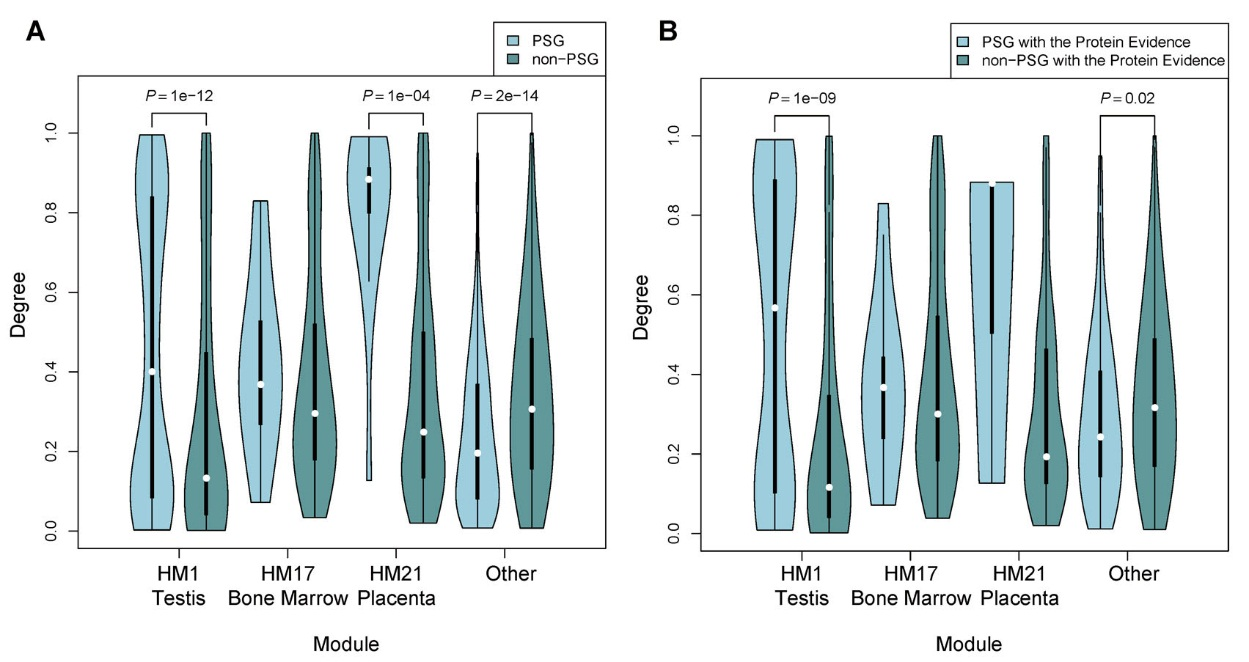 A
PSG
non−PSG
P = 1e−12
P = 1e−04
P = 2e−14
1.0
0.8
0.6
0.4
0.2
0.0
Degree
HM1
Testis
HM17
Bone Marrow
HM21
Placenta
Other
Module
B
PSG with the Protein Evidence
non−PSG with the Protein Evidence
P = 1e−09
P = 0.02
1.0
0.8
0.6
0.4
0.2
0.0
Degree
HM1
Testis
HM17
Bone Marrow
HM21
Placenta
Other
Module